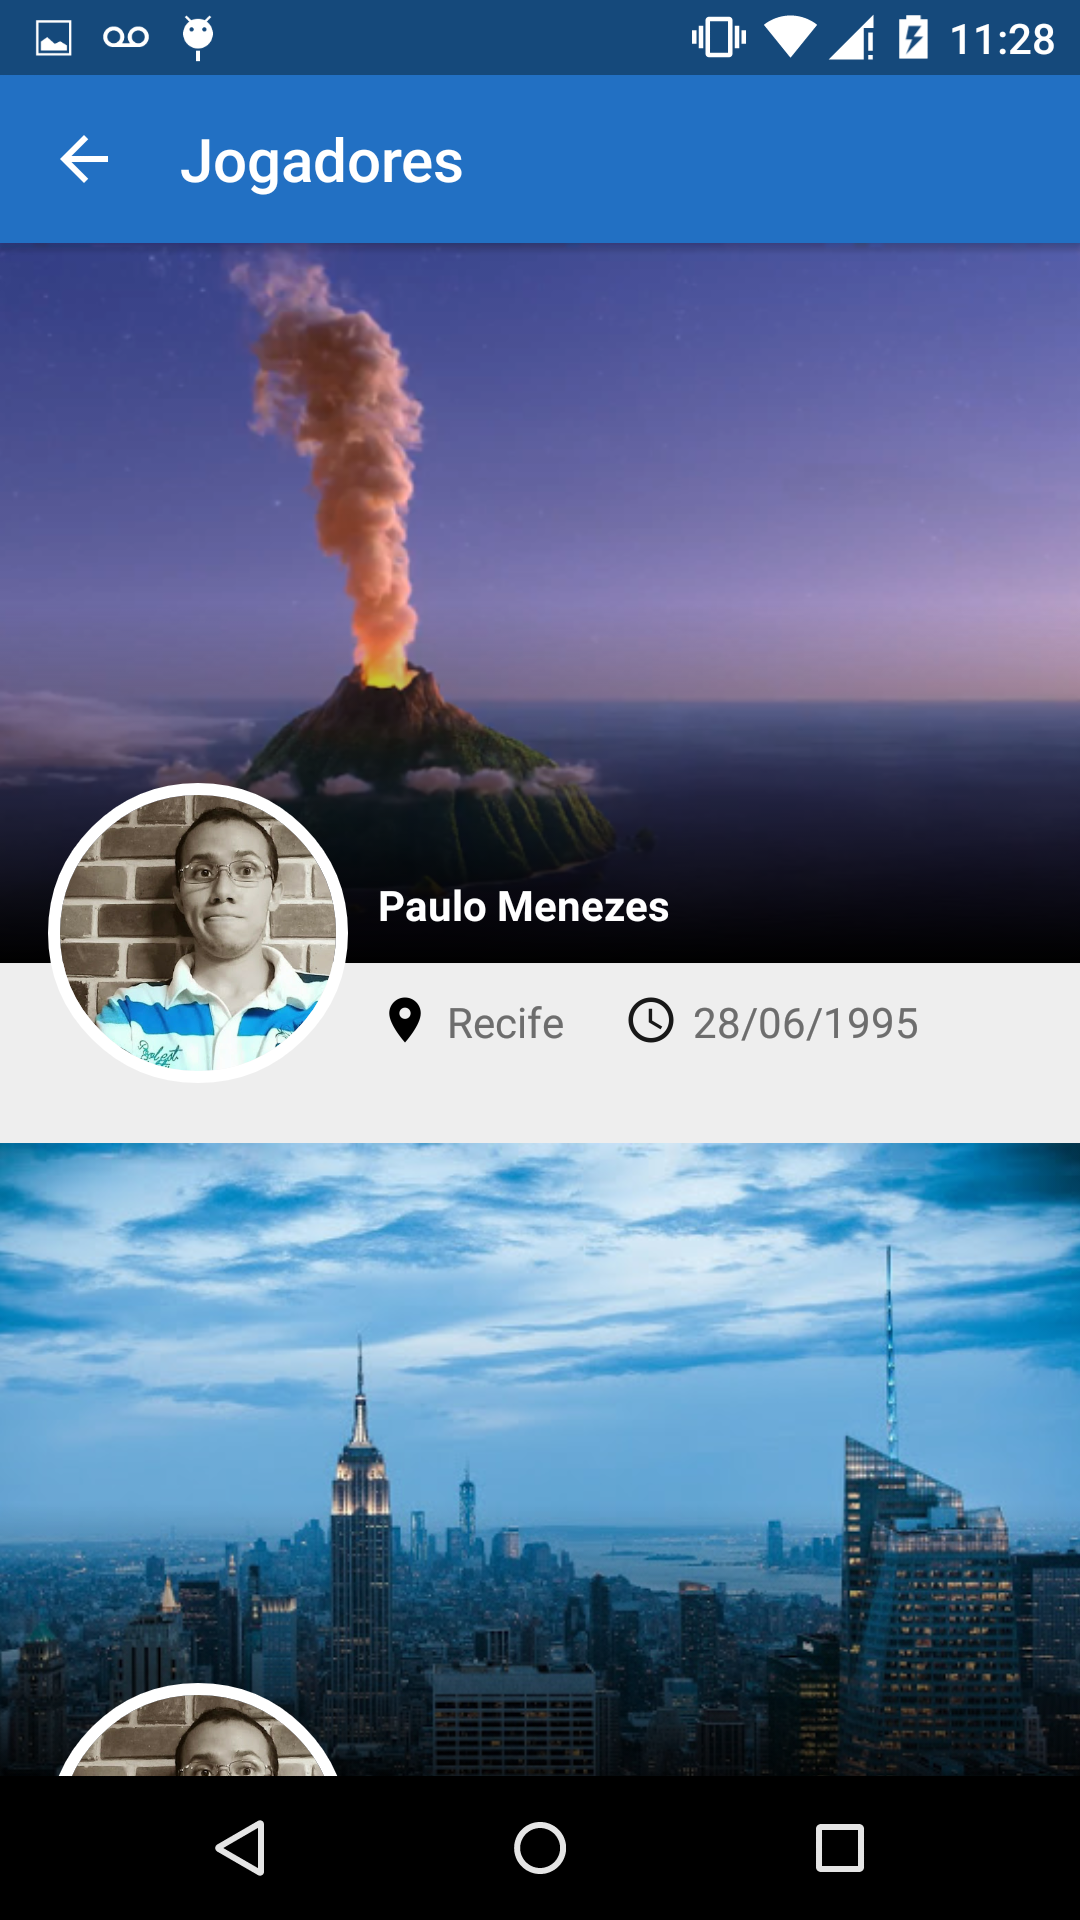 11:28
Jogadores
Paulo Menezes
Recife 28/06/1995